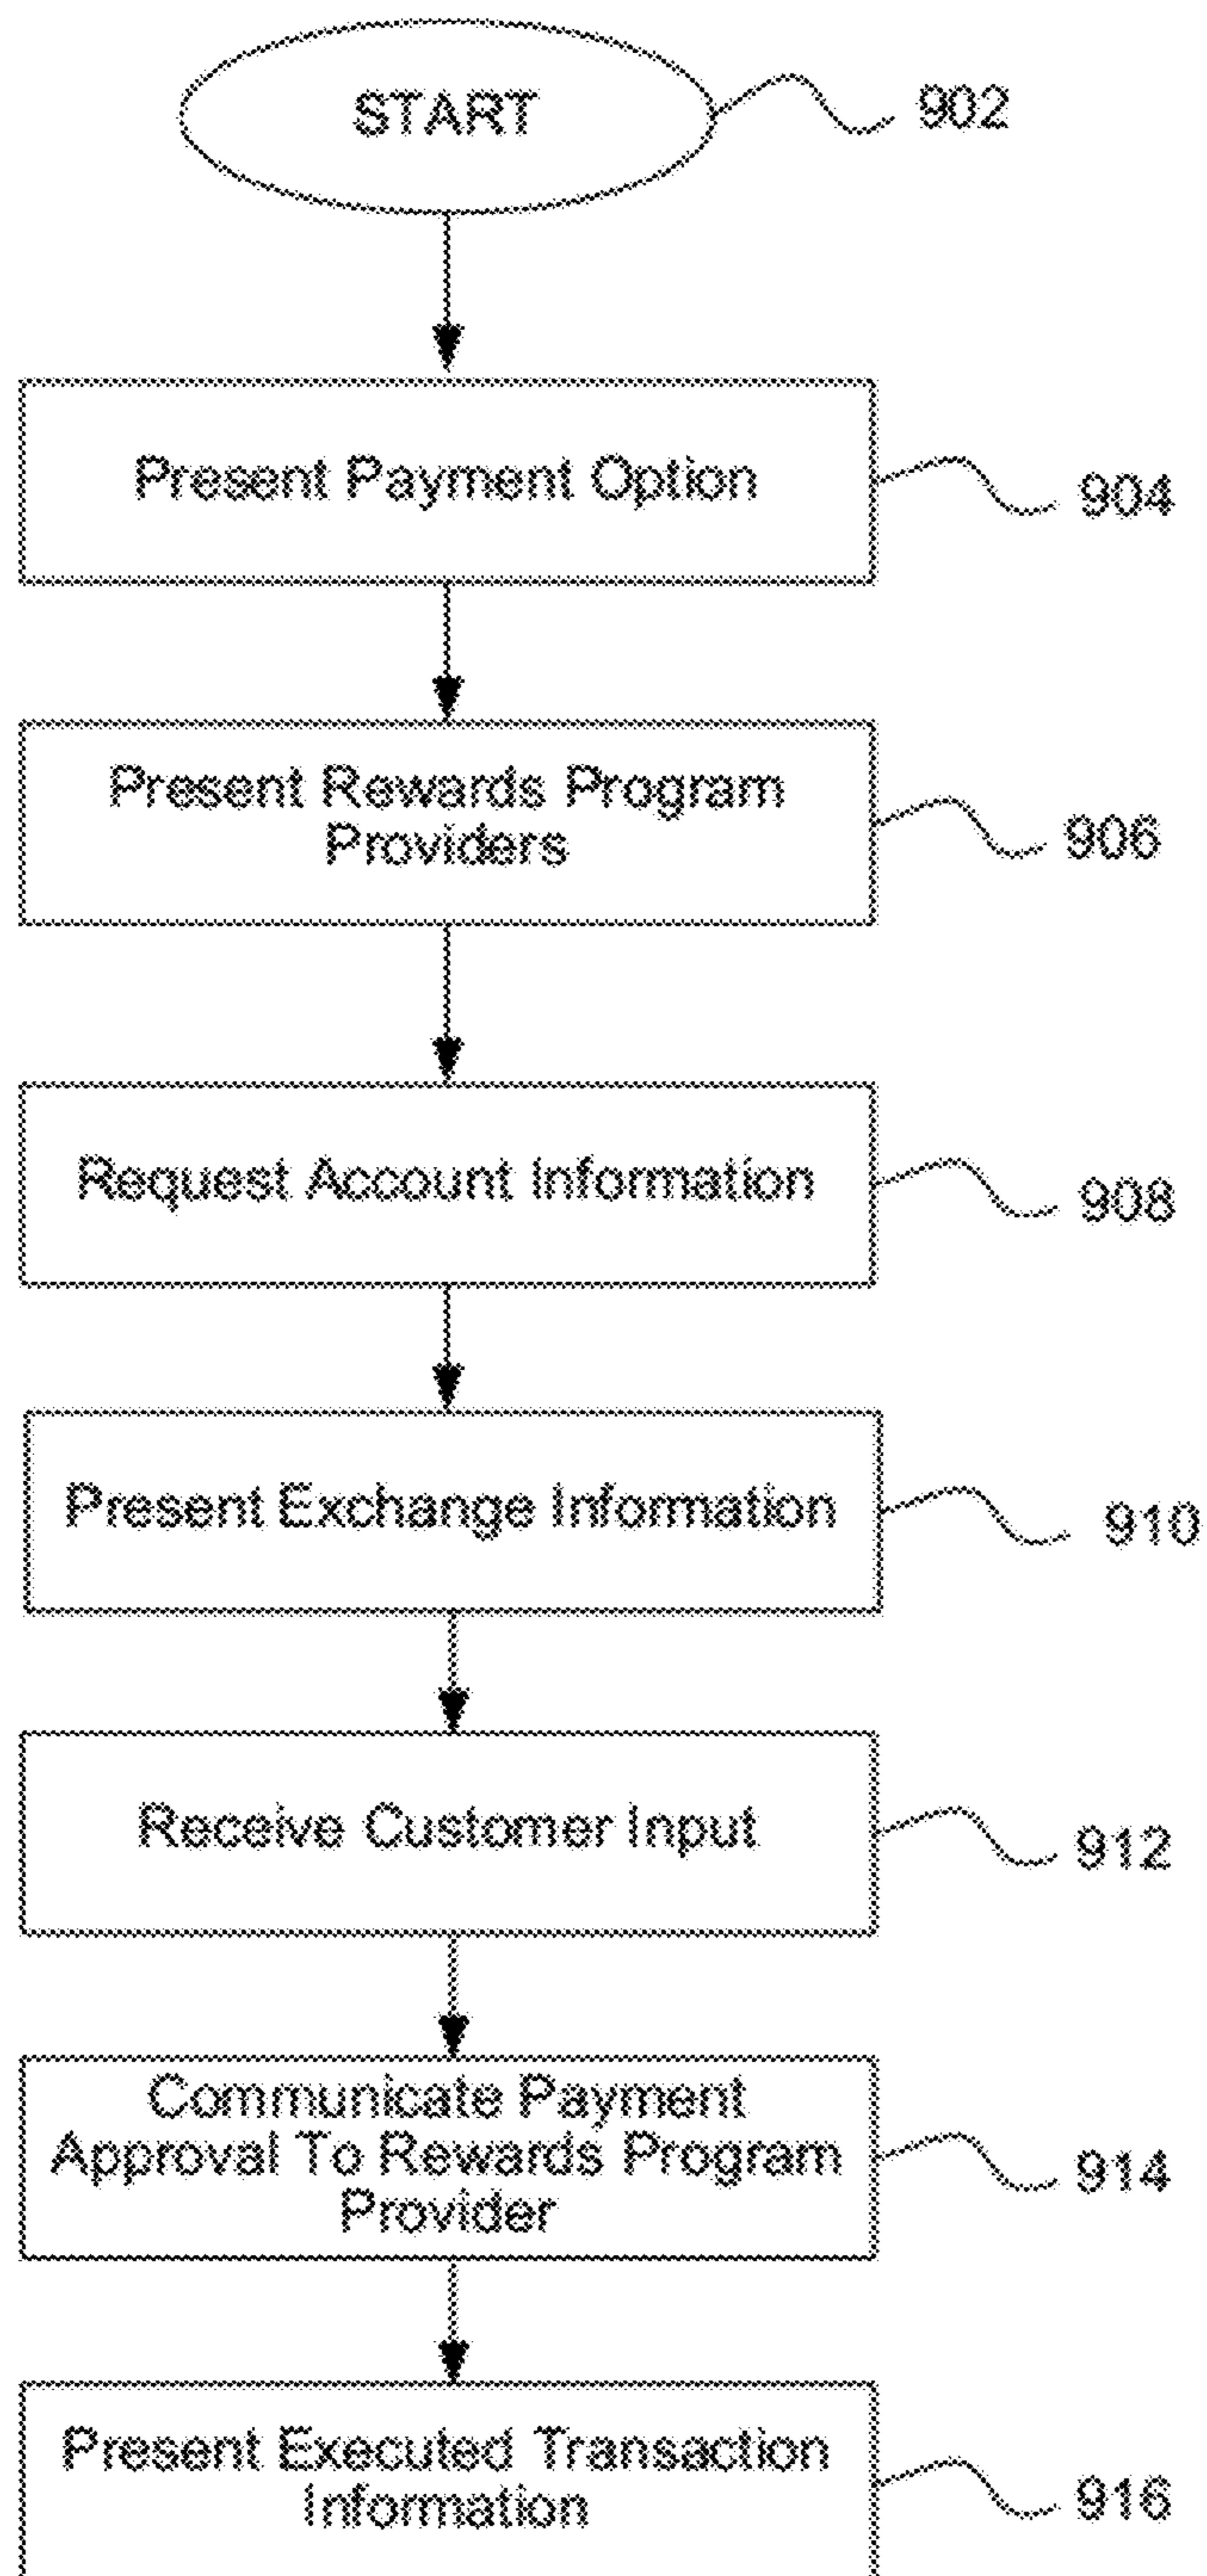 START
902
Present Payment Option
904
Present Rewards Program
Providers
906
Request Account Information
908
Present Exchange Information
910
Receive Customer Input
912
Communicate Payment
Approval To Rewards Program
Provider
914
Present Executed Transaction
Information
916